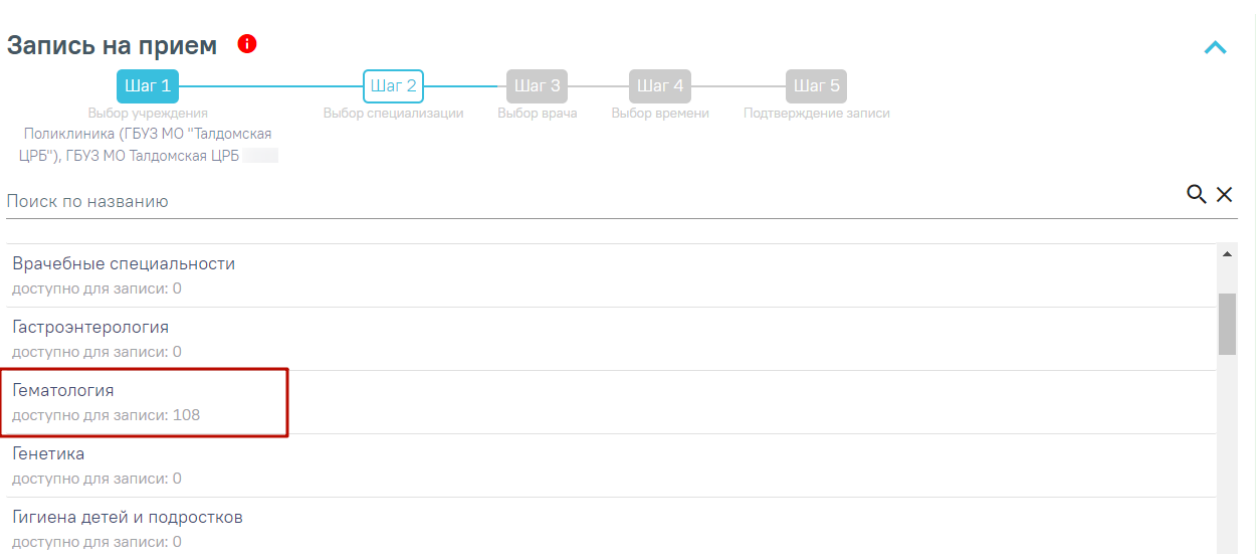 Запись на прием
Шаг 1 Шаг 2 Шаг 3 Шаг 4 Шаг 5
Выбор учреждения Выбор специализации Выбор врача Выбор времени Подтверждение записи
Поликлиника (ГБУЗ МО "Талдомская
ЦРБ"), ГБУЗ МО Талдомская ЦРБ
Поиск по названию
Врачебные специальности
доступно для записи: 0
Гастроэнтерология
доступно для записи: 0
Гематология
доступно для записи: 108
Генетика
доступно для записи: 0
Гигиена детей и подростков
доступно для записи: 0